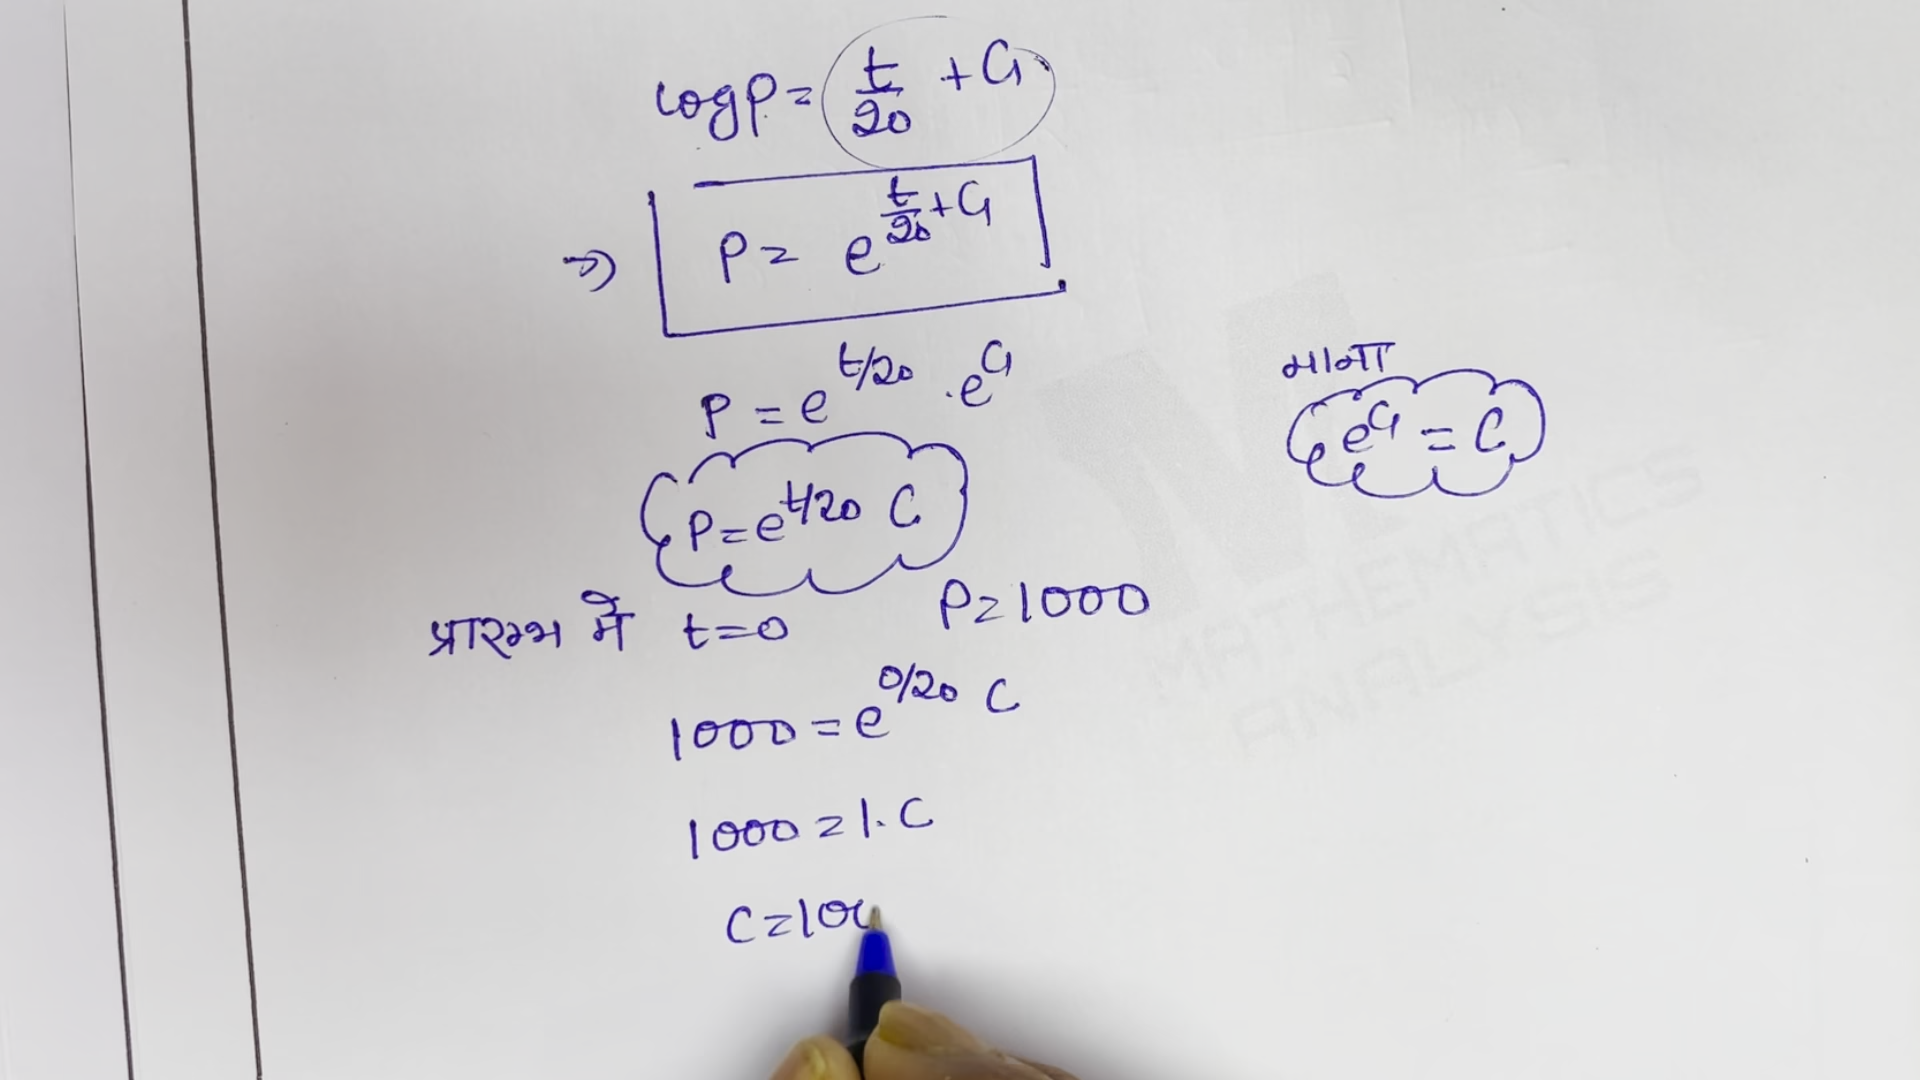 log P = t/20 + C₁
⇒ P = e^(t/20 + C₁)
P = e^(t/20) . e^(C₁)
माना
e^(C₁) = C
P = e^(t/20) C
प्रारम्भ में t=0 P=1000
1000 = e^(0/20) C
1000 = 1. C
C=100
MATHEMATICS
ANALYSIS